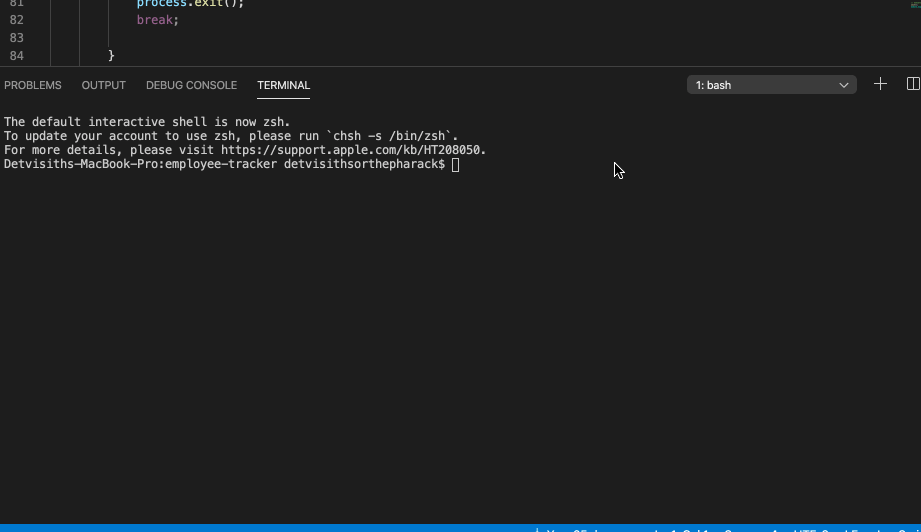 81 process.exit();
82 break;
83
84 }
PROBLEMS OUTPUT DEBUG CONSOLE TERMINAL 1: bash
The default interactive shell is now zsh.
To update your account to use zsh, please run `chsh -s /bin/zsh`.
For more details, please visit https://support.apple.com/kb/HT208050.
Detvisiths-MacBook-Pro:employee-tracker detvisithsorthepharack$